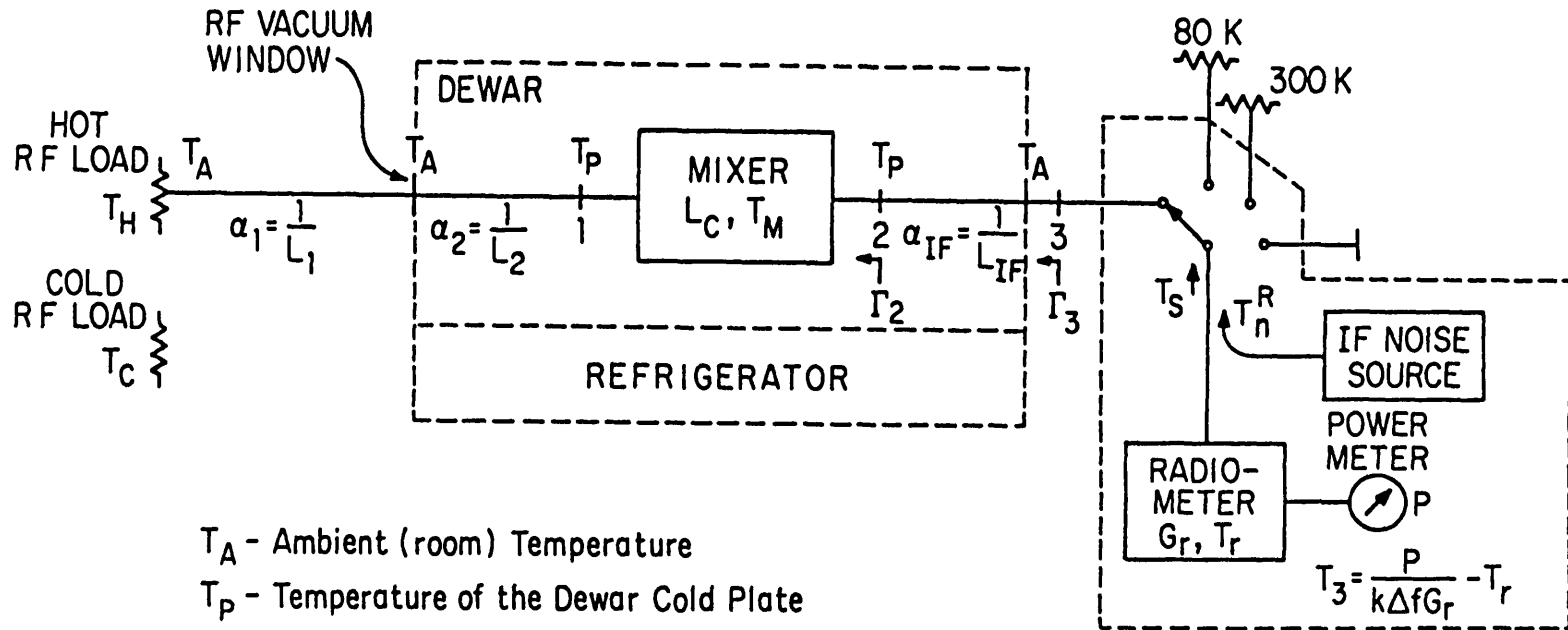 RF VACUUM
WINDOW
80 K
300 K
DEWAR
HOT
RF LOAD
T_H
T_A
T_A
T_P
MIXER
L_C, T_M
T_P
T_A
α_1 = 1/L_1
α_2 = 1/L_2
1
2
α_IF = 1/L_IF
3
Γ_2
Γ_3
COLD
RF LOAD
T_C
REFRIGERATOR
T_S
T_n^R
IF NOISE
SOURCE
POWER
METER
P
RADIO-
METER
G_r, T_r
T_3 = P/(kΔfG_r) - T_r
T_A - Ambient (room) Temperature
T_P - Temperature of the Dewar Cold Plate